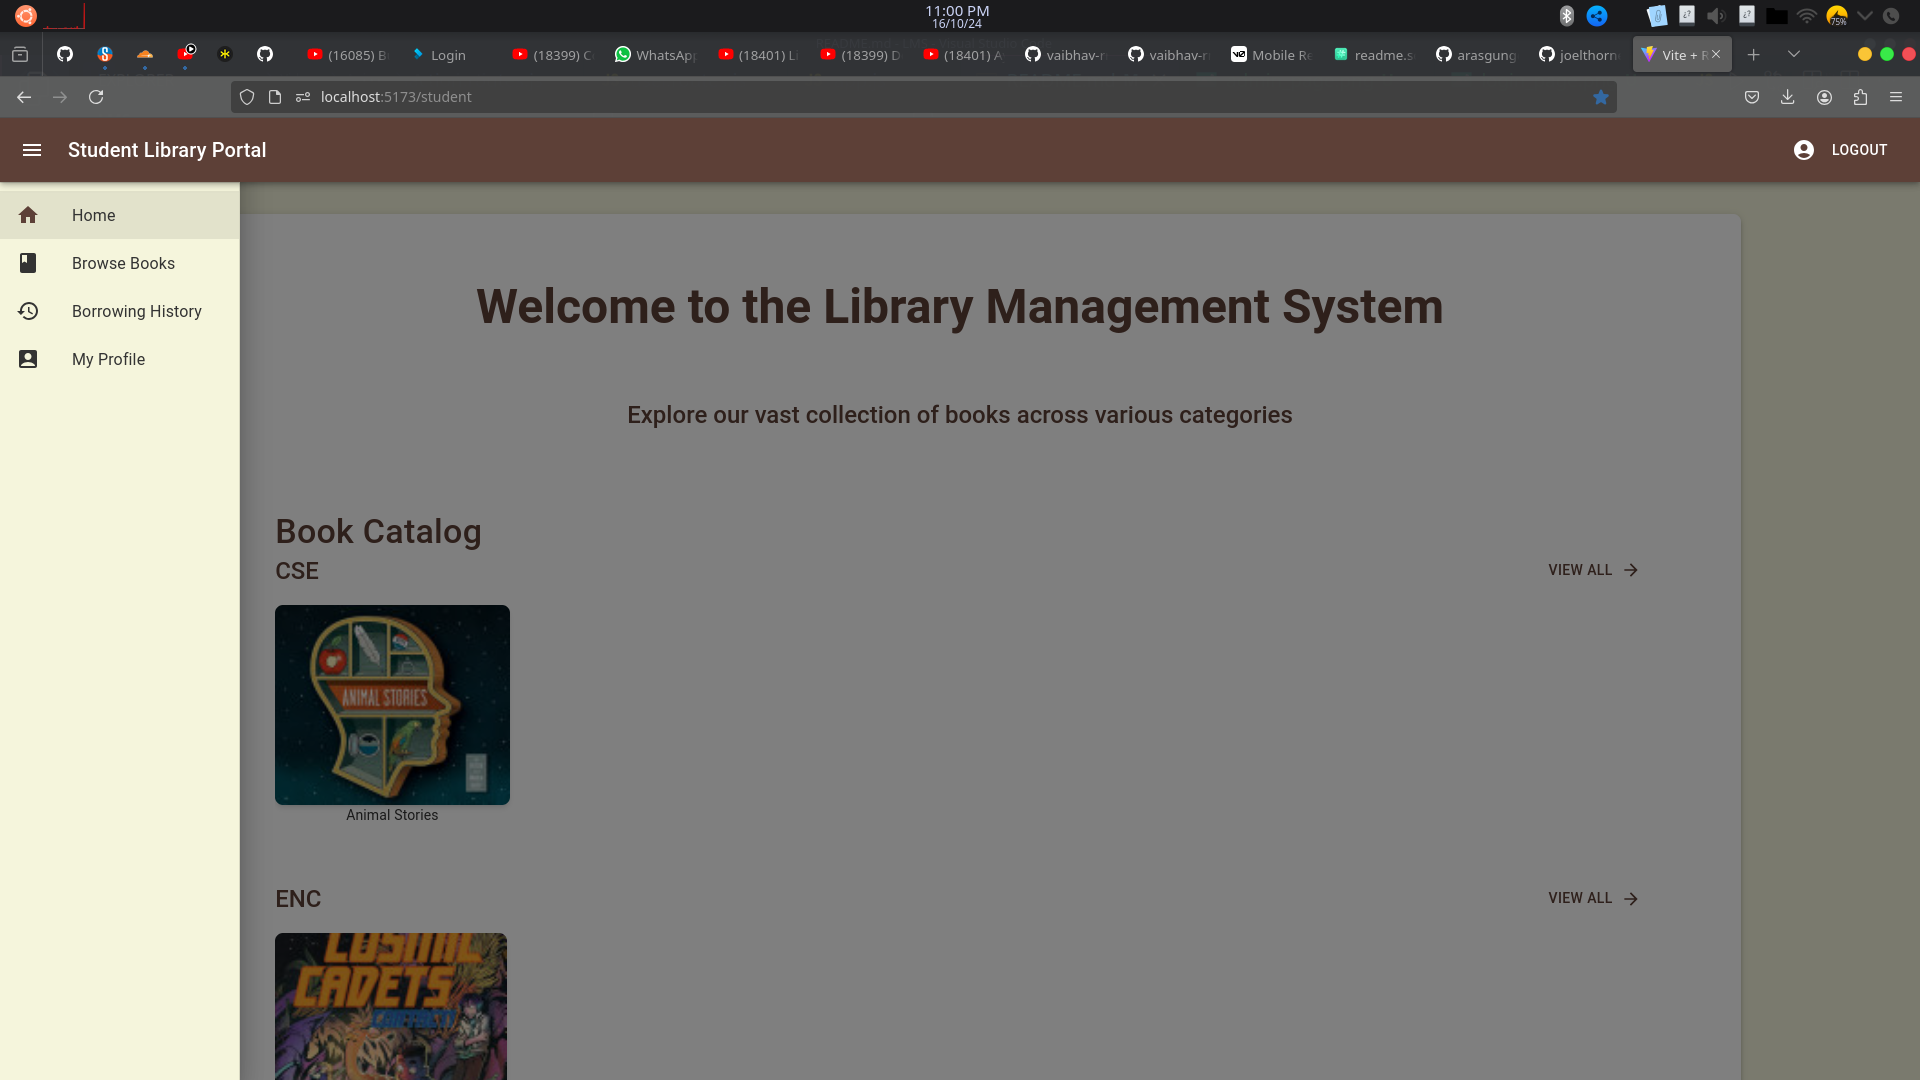 11:00 PM
16/10/24
75%
(16085) B
Login
(18399) C
WhatsApp
(18401) Li
(18399) D
(18401) A
vaibhav-r
vaibhav-r
Mobile Re
readme.s
arasgung
joelthorn
Vite + R
localhost:5173/student
Student Library Portal
LOGOUT
Home
Browse Books
Borrowing History
My Profile
Welcome to the Library Management System
Explore our vast collection of books across various categories
Book Catalog
CSE
VIEW ALL
ANIMAL STORIES
Animal Stories
ENC
VIEW ALL
COSMIC
CADETS
CONTACT!